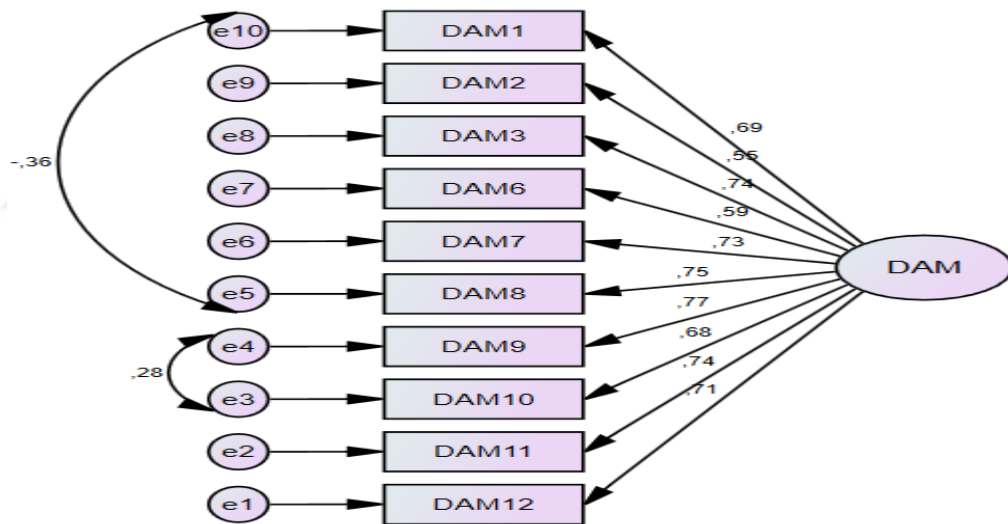 e10 DAM1
e9 DAM2
,69
e8 DAM3
,55
-,36
,74
e7 DAM6
,59
e6 DAM7
,73
DAM
e5 DAM8
,75
,77
e4 DAM9
,68
,28
,74
e3 DAM10
,71
e2 DAM11
e1 DAM12